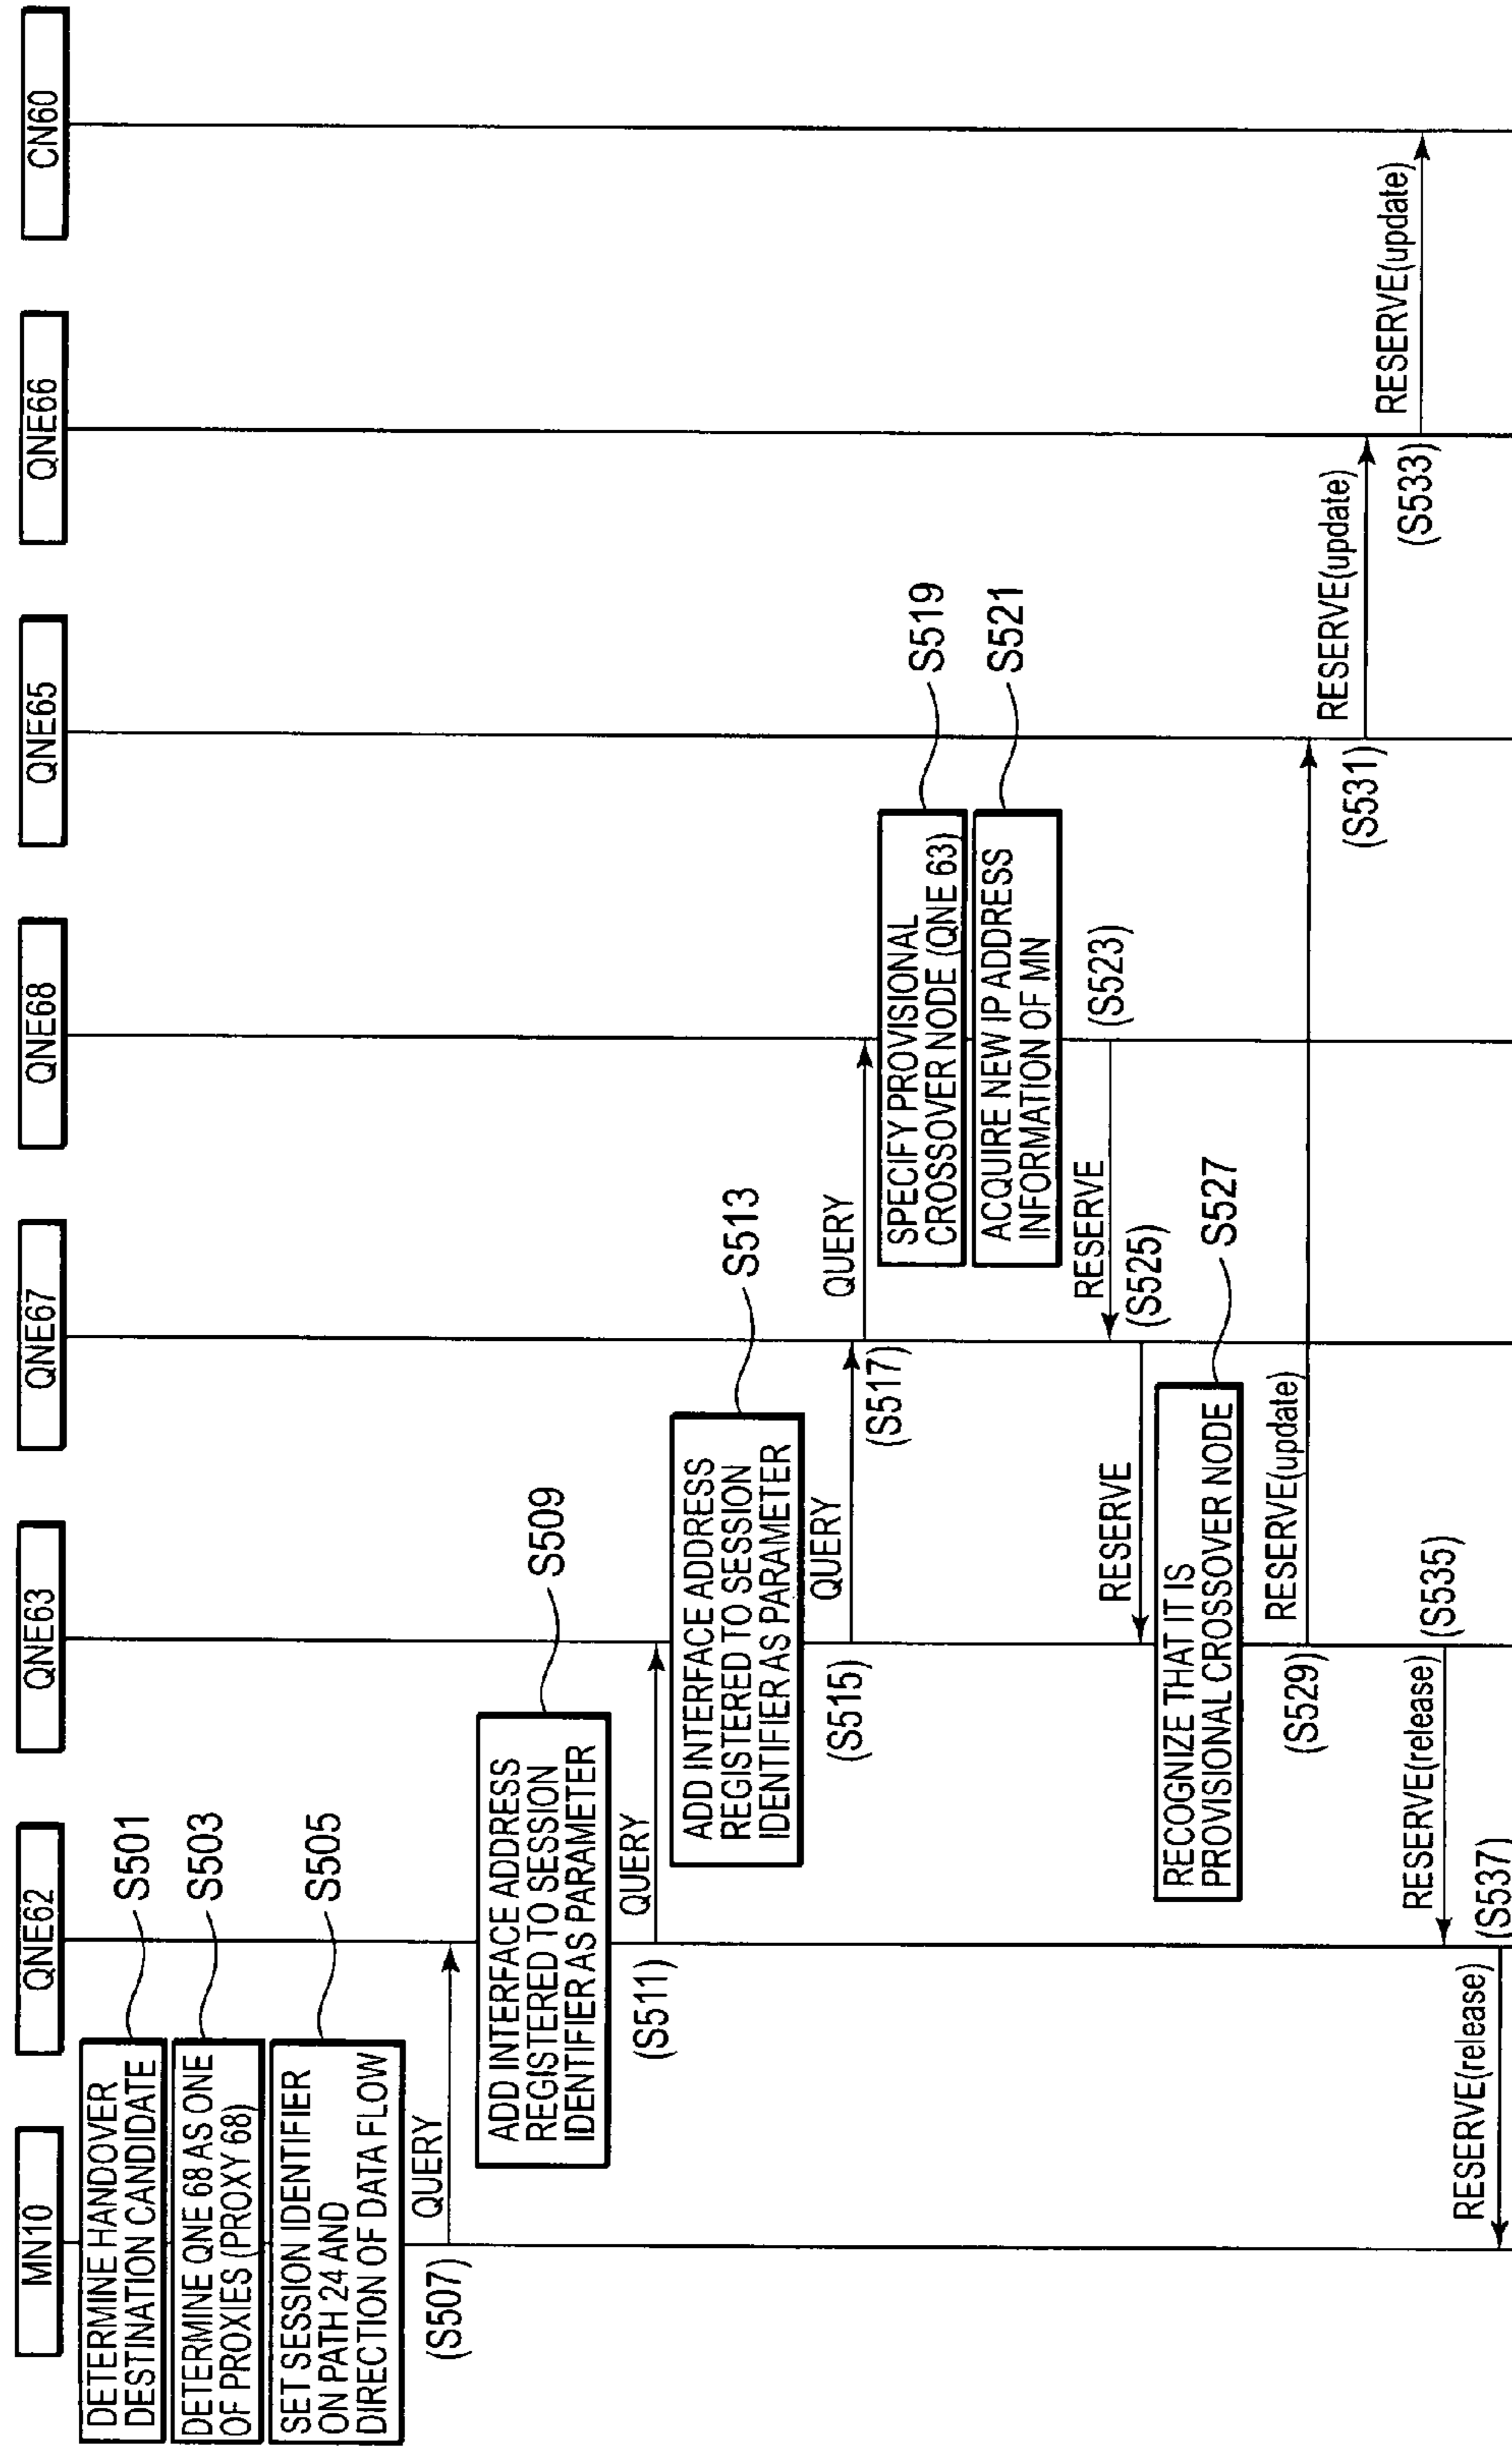 MN10
QNE62
QNE63
QNE67
QNE68
QNE65
QNE66
CN60
DETERMINE HANDOVER
DESTINATION CANDIDATE
S501
DETERMINE QNE 68 AS ONE
OF PROXIES (PROXY 68)
S503
SET SESSION IDENTIFIER
ON PATH 24 AND
DIRECTION OF DATA FLOW
S505
QUERY
(S507)
ADD INTERFACE ADDRESS
REGISTERED TO SESSION
IDENTIFIER AS PARAMETER
S509
QUERY
(S511)
ADD INTERFACE ADDRESS
REGISTERED TO SESSION
IDENTIFIER AS PARAMETER
S513
QUERY
(S515)
QUERY
(S517)
SPECIFY PROVISIONAL
CROSSOVER NODE (QNE 63)
S519
ACQUIRE NEW IP ADDRESS
INFORMATION OF MN
S521
RESERVE
(S523)
RESERVE
(S525)
RECOGNIZE THAT IT IS
PROVISIONAL CROSSOVER NODE
S527
RESERVE(update)
(S529)
RESERVE(update)
(S531)
RESERVE(update)
(S533)
RESERVE(release)
(S535)
RESERVE(release)
(S537)